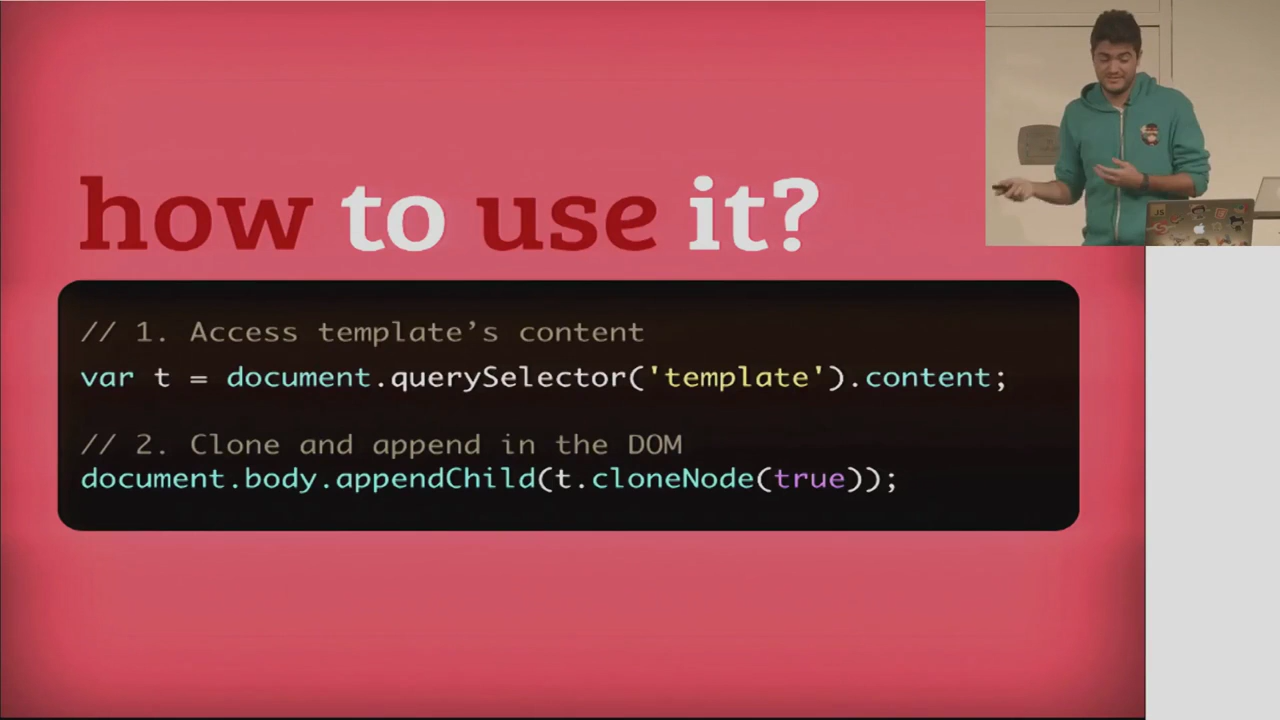 how to use it?
// 1. Access template’s content
var t = document.querySelector('template').content;
// 2. Clone and append in the DOM
document.body.appendChild(t.cloneNode(true));
JS